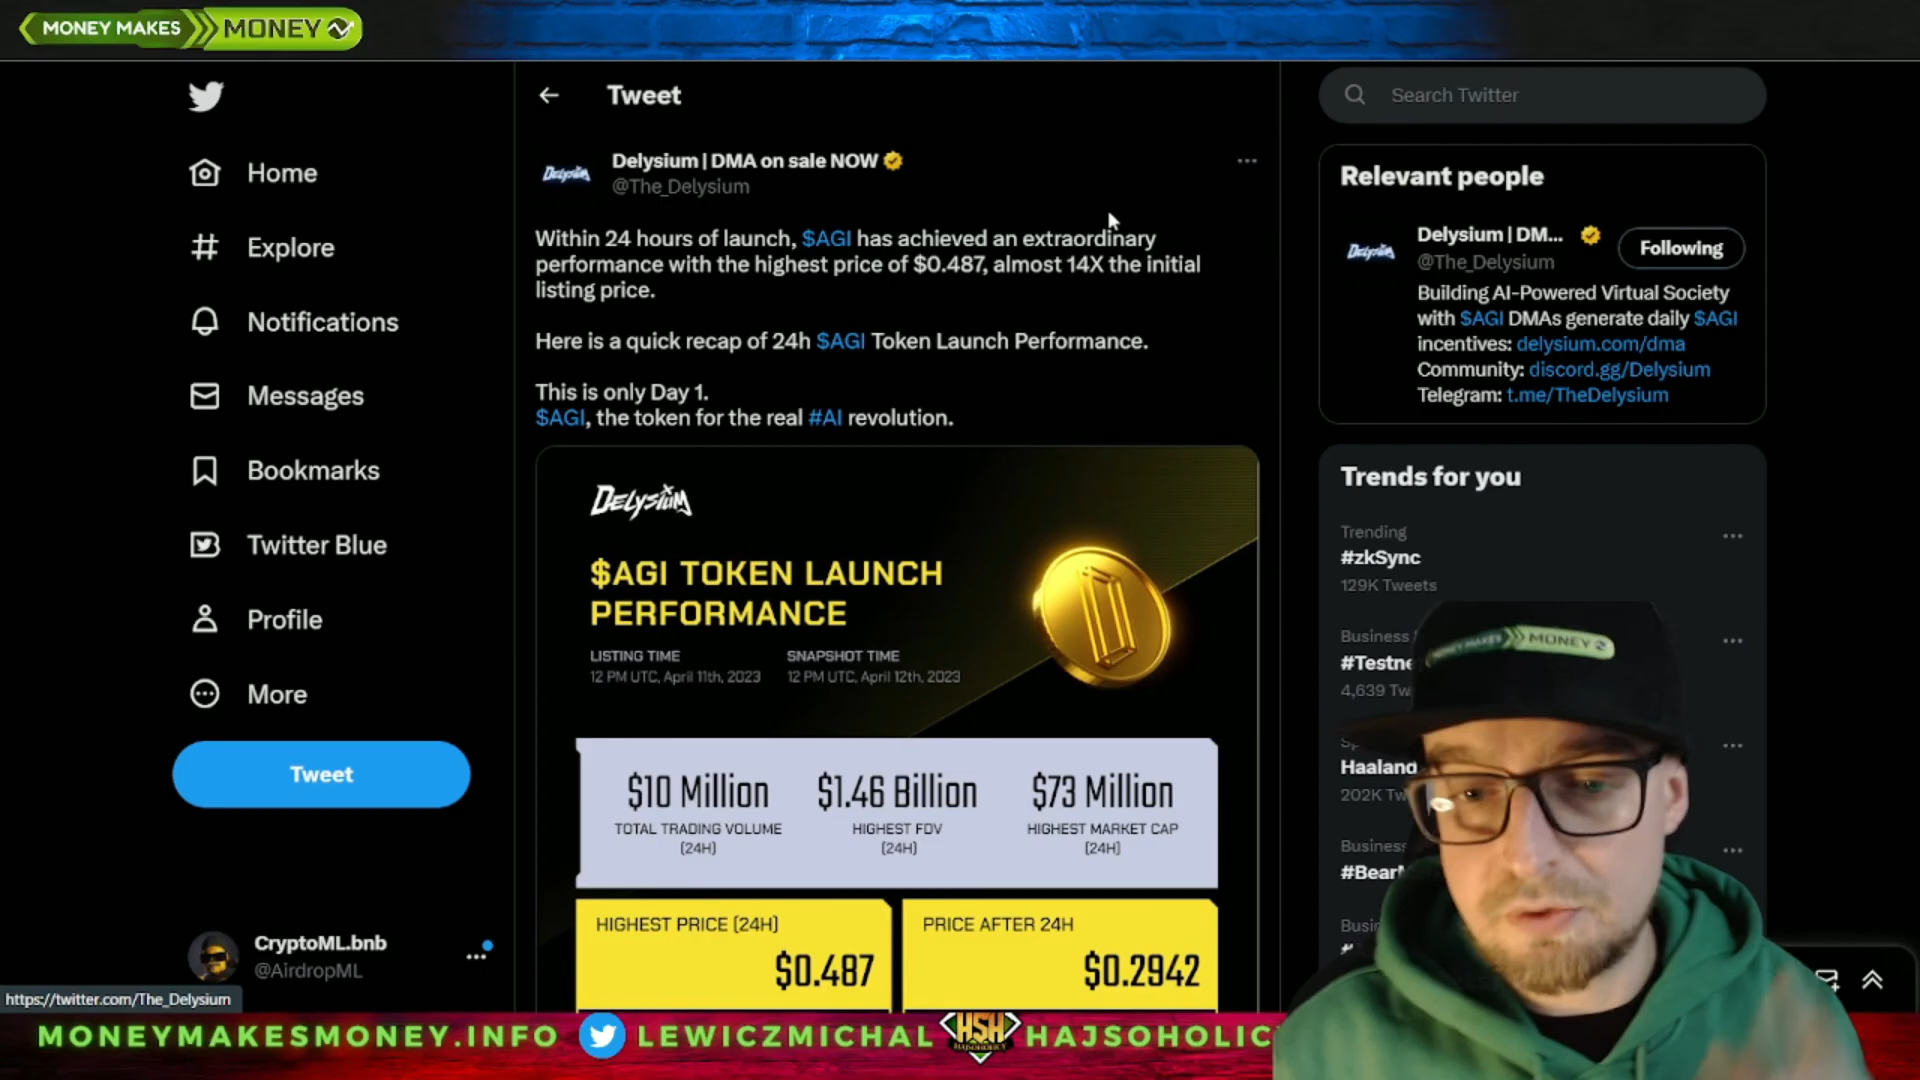 MONEY MAKES MONEY
Tweet
Search Twitter
Home
Explore
Notifications
Messages
Bookmarks
Twitter Blue
Profile
More
Tweet
CryptoML.bnb
@AirdropML
https://twitter.com/The_Delysium
Delysium | DMA on sale NOW
@The_Delysium
Within 24 hours of launch, $AGI has achieved an extraordinary
performance with the highest price of $0.487, almost 14X the initial
listing price.
Here is a quick recap of 24h $AGI Token Launch Performance.
This is only Day 1.
$AGI, the token for the real #AI revolution.
DELYSIUM
$AGI TOKEN LAUNCH
PERFORMANCE
LISTING TIME
12 PM UTC, April 11th, 2023
SNAPSHOT TIME
12 PM UTC, April 12th, 2023
$10 Million
TOTAL TRADING VOLUME
(24H)
$1.46 Billion
HIGHEST FDV
(24H)
$73 Million
HIGHEST MARKET CAP
(24H)
HIGHEST PRICE (24H)
$0.487
PRICE AFTER 24H
$0.2942
Relevant people
Delysium | DM...
@The_Delysium
Following
Building AI-Powered Virtual Society
with $AGI DMAs generate daily $AGI
incentives: delysium.com/dma
Community: discord.gg/Delysium
Telegram: t.me/TheDelysium
Trends for you
Trending
#zkSync
129K Tweets
Business
#Testne
4,639 Tw
Haaland
202K Tw
Business
#Bear
Busin
MONEY MAKES MONEY
MONEYMAKESMONEY.INFO
LEWICZMICHAL
HSH
HAJSOHOLIC